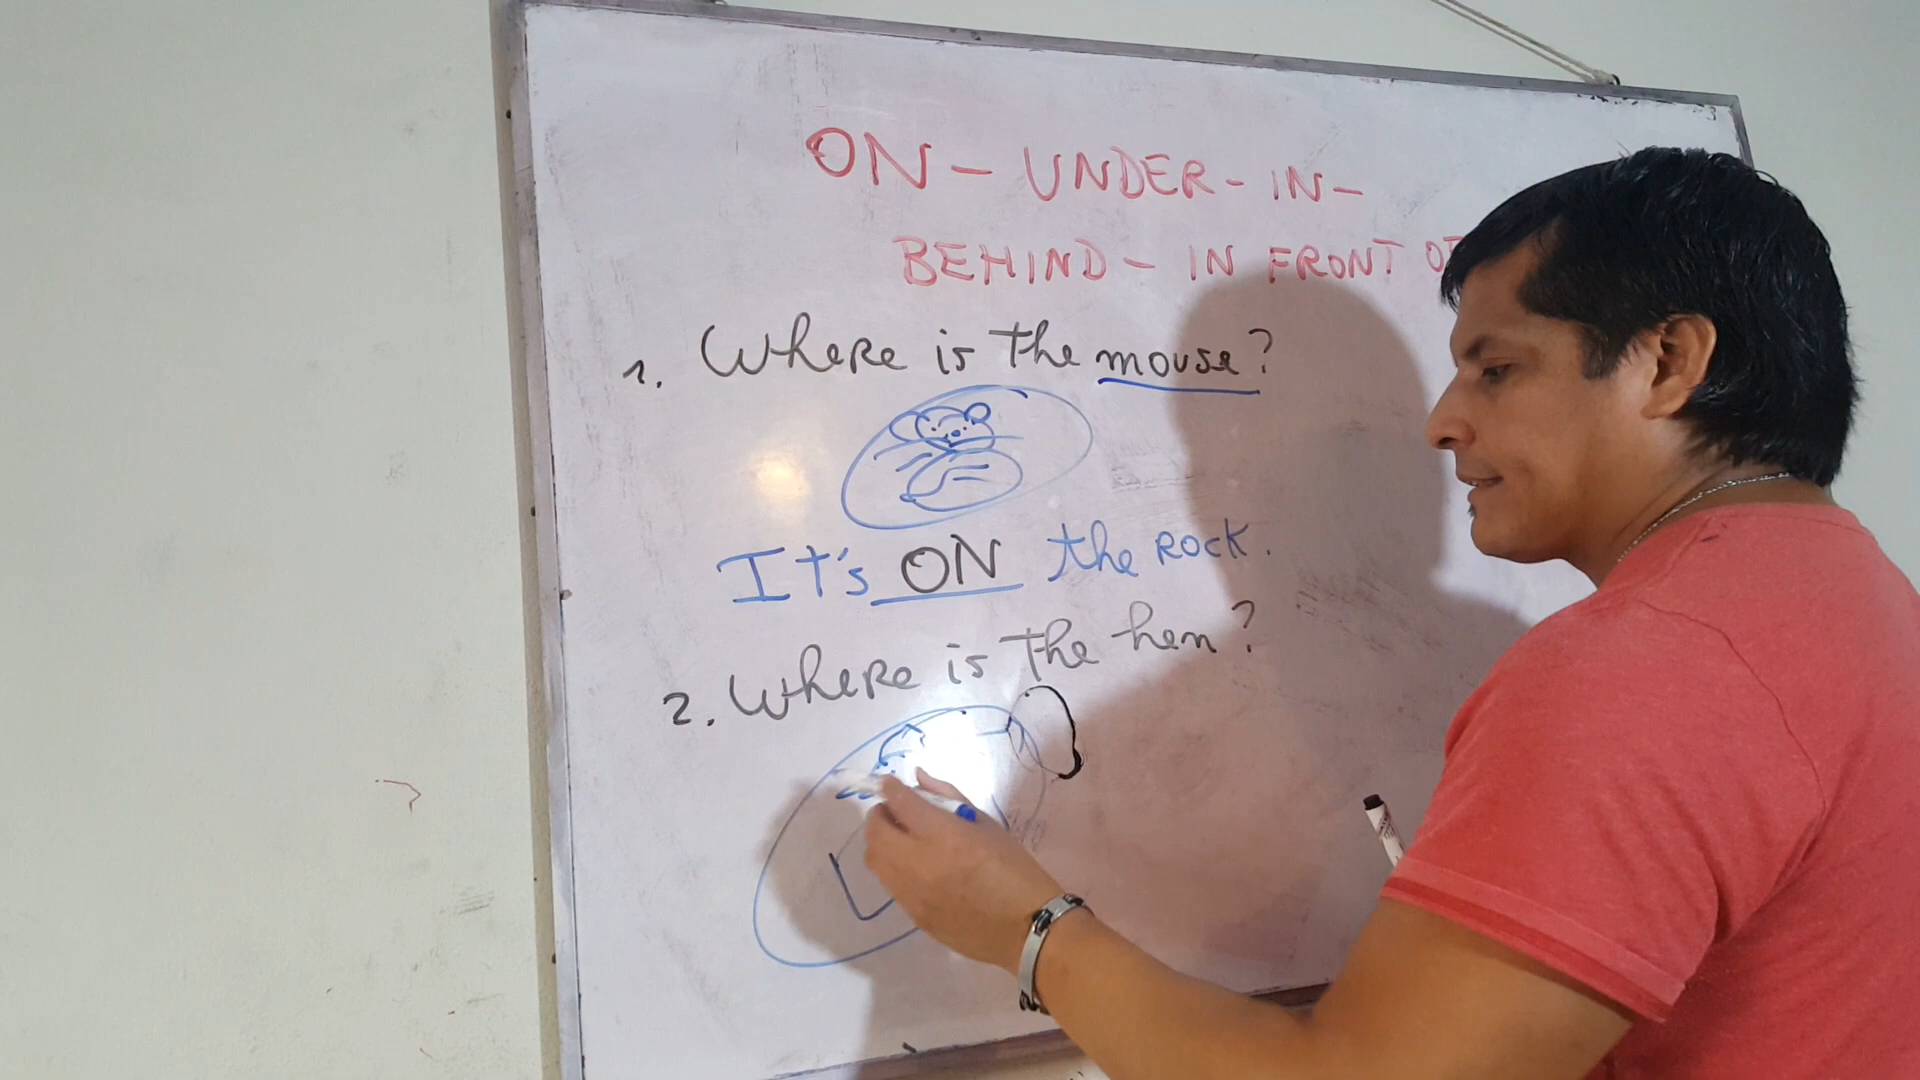 ON - UNDER - IN -
BEHIND - IN FRONT OF
1. Where is the mouse?
It's ON the rock.
2. Where is the hen?